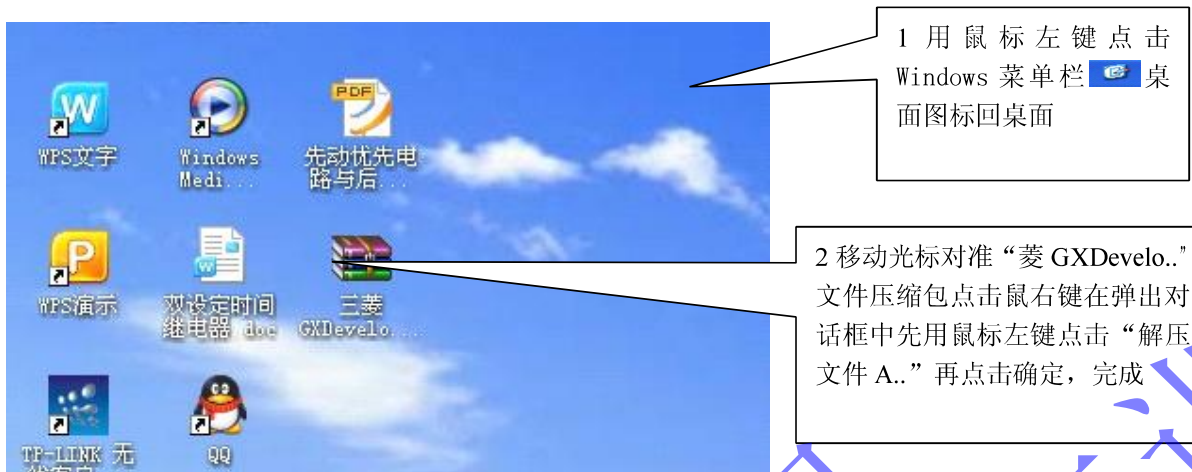 WPS文字
Windows
Medi...
PDF
先动优先电
路与后...
WPS演示
双设定时间
继电器.doc
三菱
GXDevelo...
TP-LINK 无
QQ
1 用鼠标左键点击
Windows 菜单栏 桌
面图标回桌面
2 移动光标对准“菱 GXDevelo..”
文件压缩包点击鼠右键在弹出对
话框中先用鼠标左键点击“解压
文件 A..”再点击确定，完成